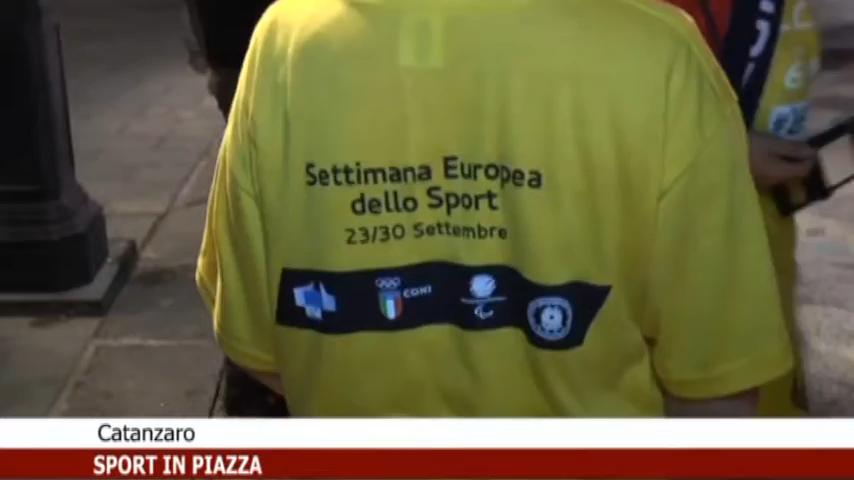 Settimana Europea
dello Sport
23/30 Settembre
CONI
Catanzaro
SPORT IN PIAZZA